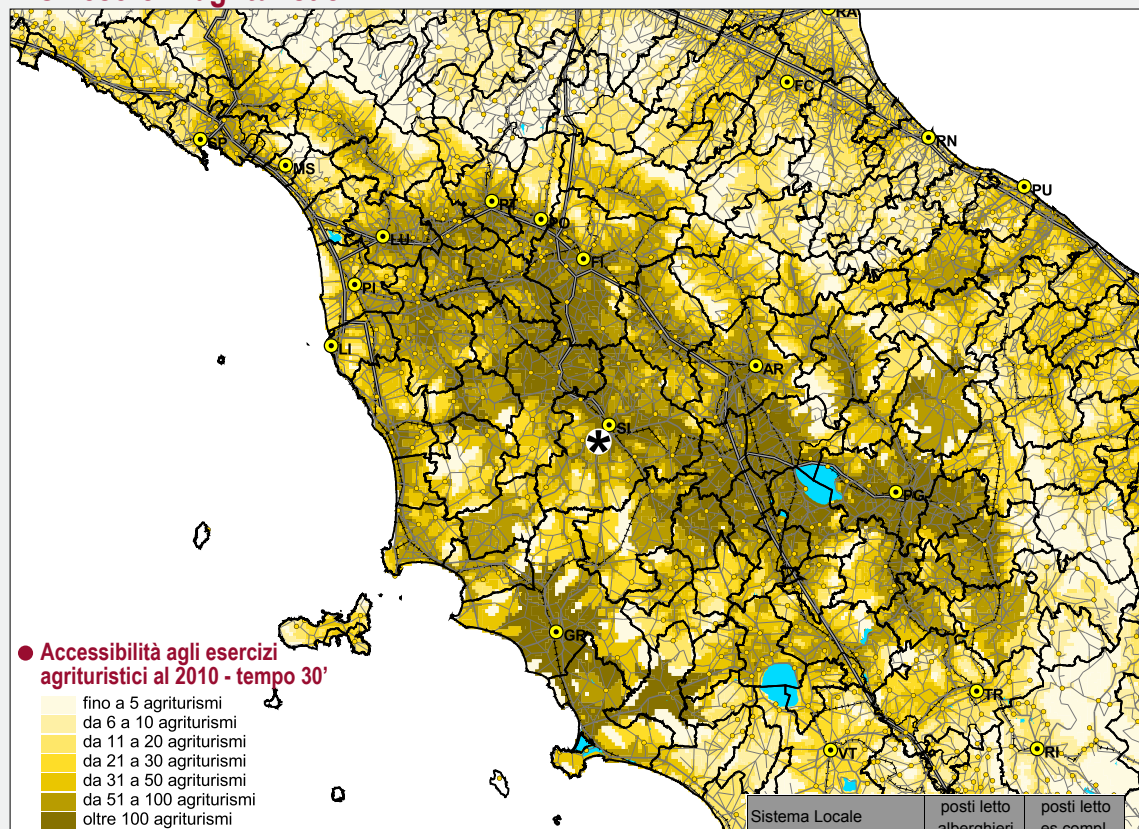 RA
FC
RN
PU
SP
MS
PT
PO
LU
FI
PI
LI
AR
SI
*
PG
GR
TR
VT
RI
● Accessibilità agli esercizi
agrituristici al 2010 - tempo 30’
fino a 5 agriturismi
da 6 a 10 agriturismi
da 11 a 20 agriturismi
da 21 a 30 agriturismi
da 31 a 50 agriturismi
da 51 a 100 agriturismi
oltre 100 agriturismi
Sistema Locale
posti letto
alberghieri
posti letto
es.compl.